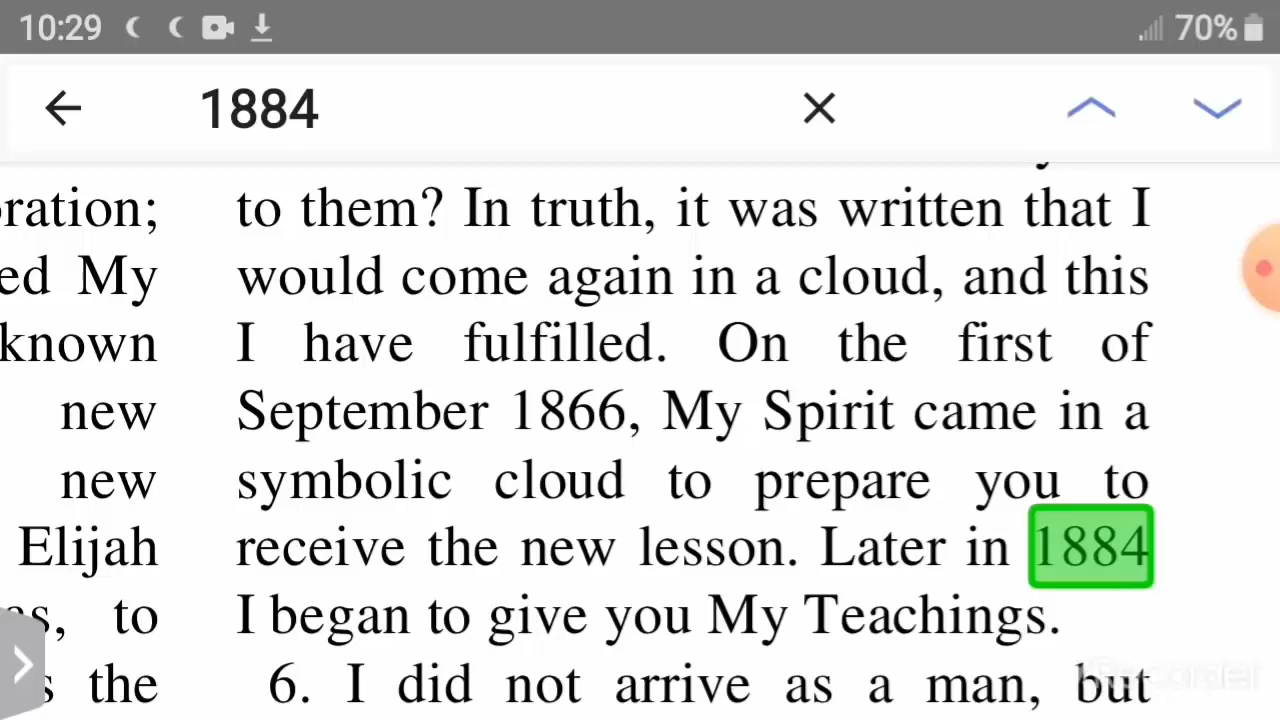 10:29 70%
1884
to them? In truth, it was written that I
would come again in a cloud, and this
I have fulfilled. On the first of
September 1866, My Spirit came in a
symbolic cloud to prepare you to
receive the new lesson. Later in 1884
I began to give you My Teachings.
6. I did not arrive as a man, but
ration;
ed My
known
new
new
Elijah
as, to
s the
Recorder